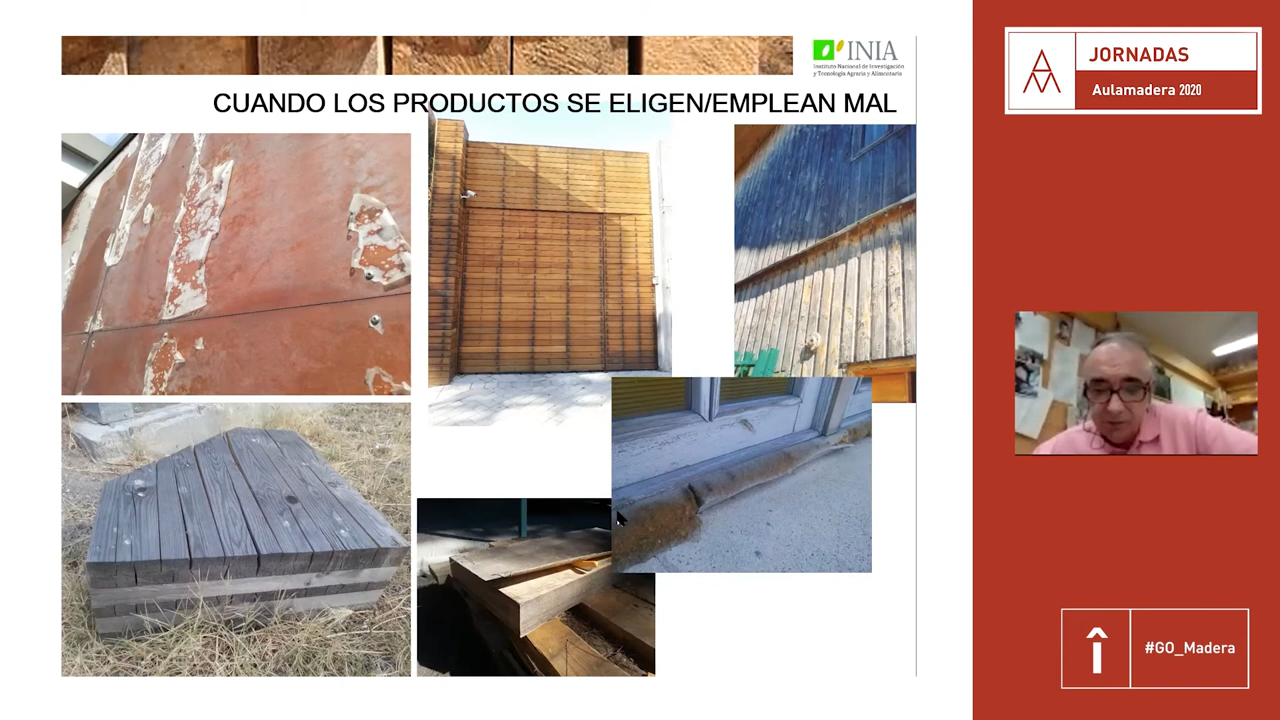 INIA
Instituto Nacional de Investigación
y Tecnología Agraria y Alimentaria
CUANDO LOS PRODUCTOS SE ELIGEN/EMPLEAN MAL
JORNADAS
Aulamadera 2020
#GO_Madera